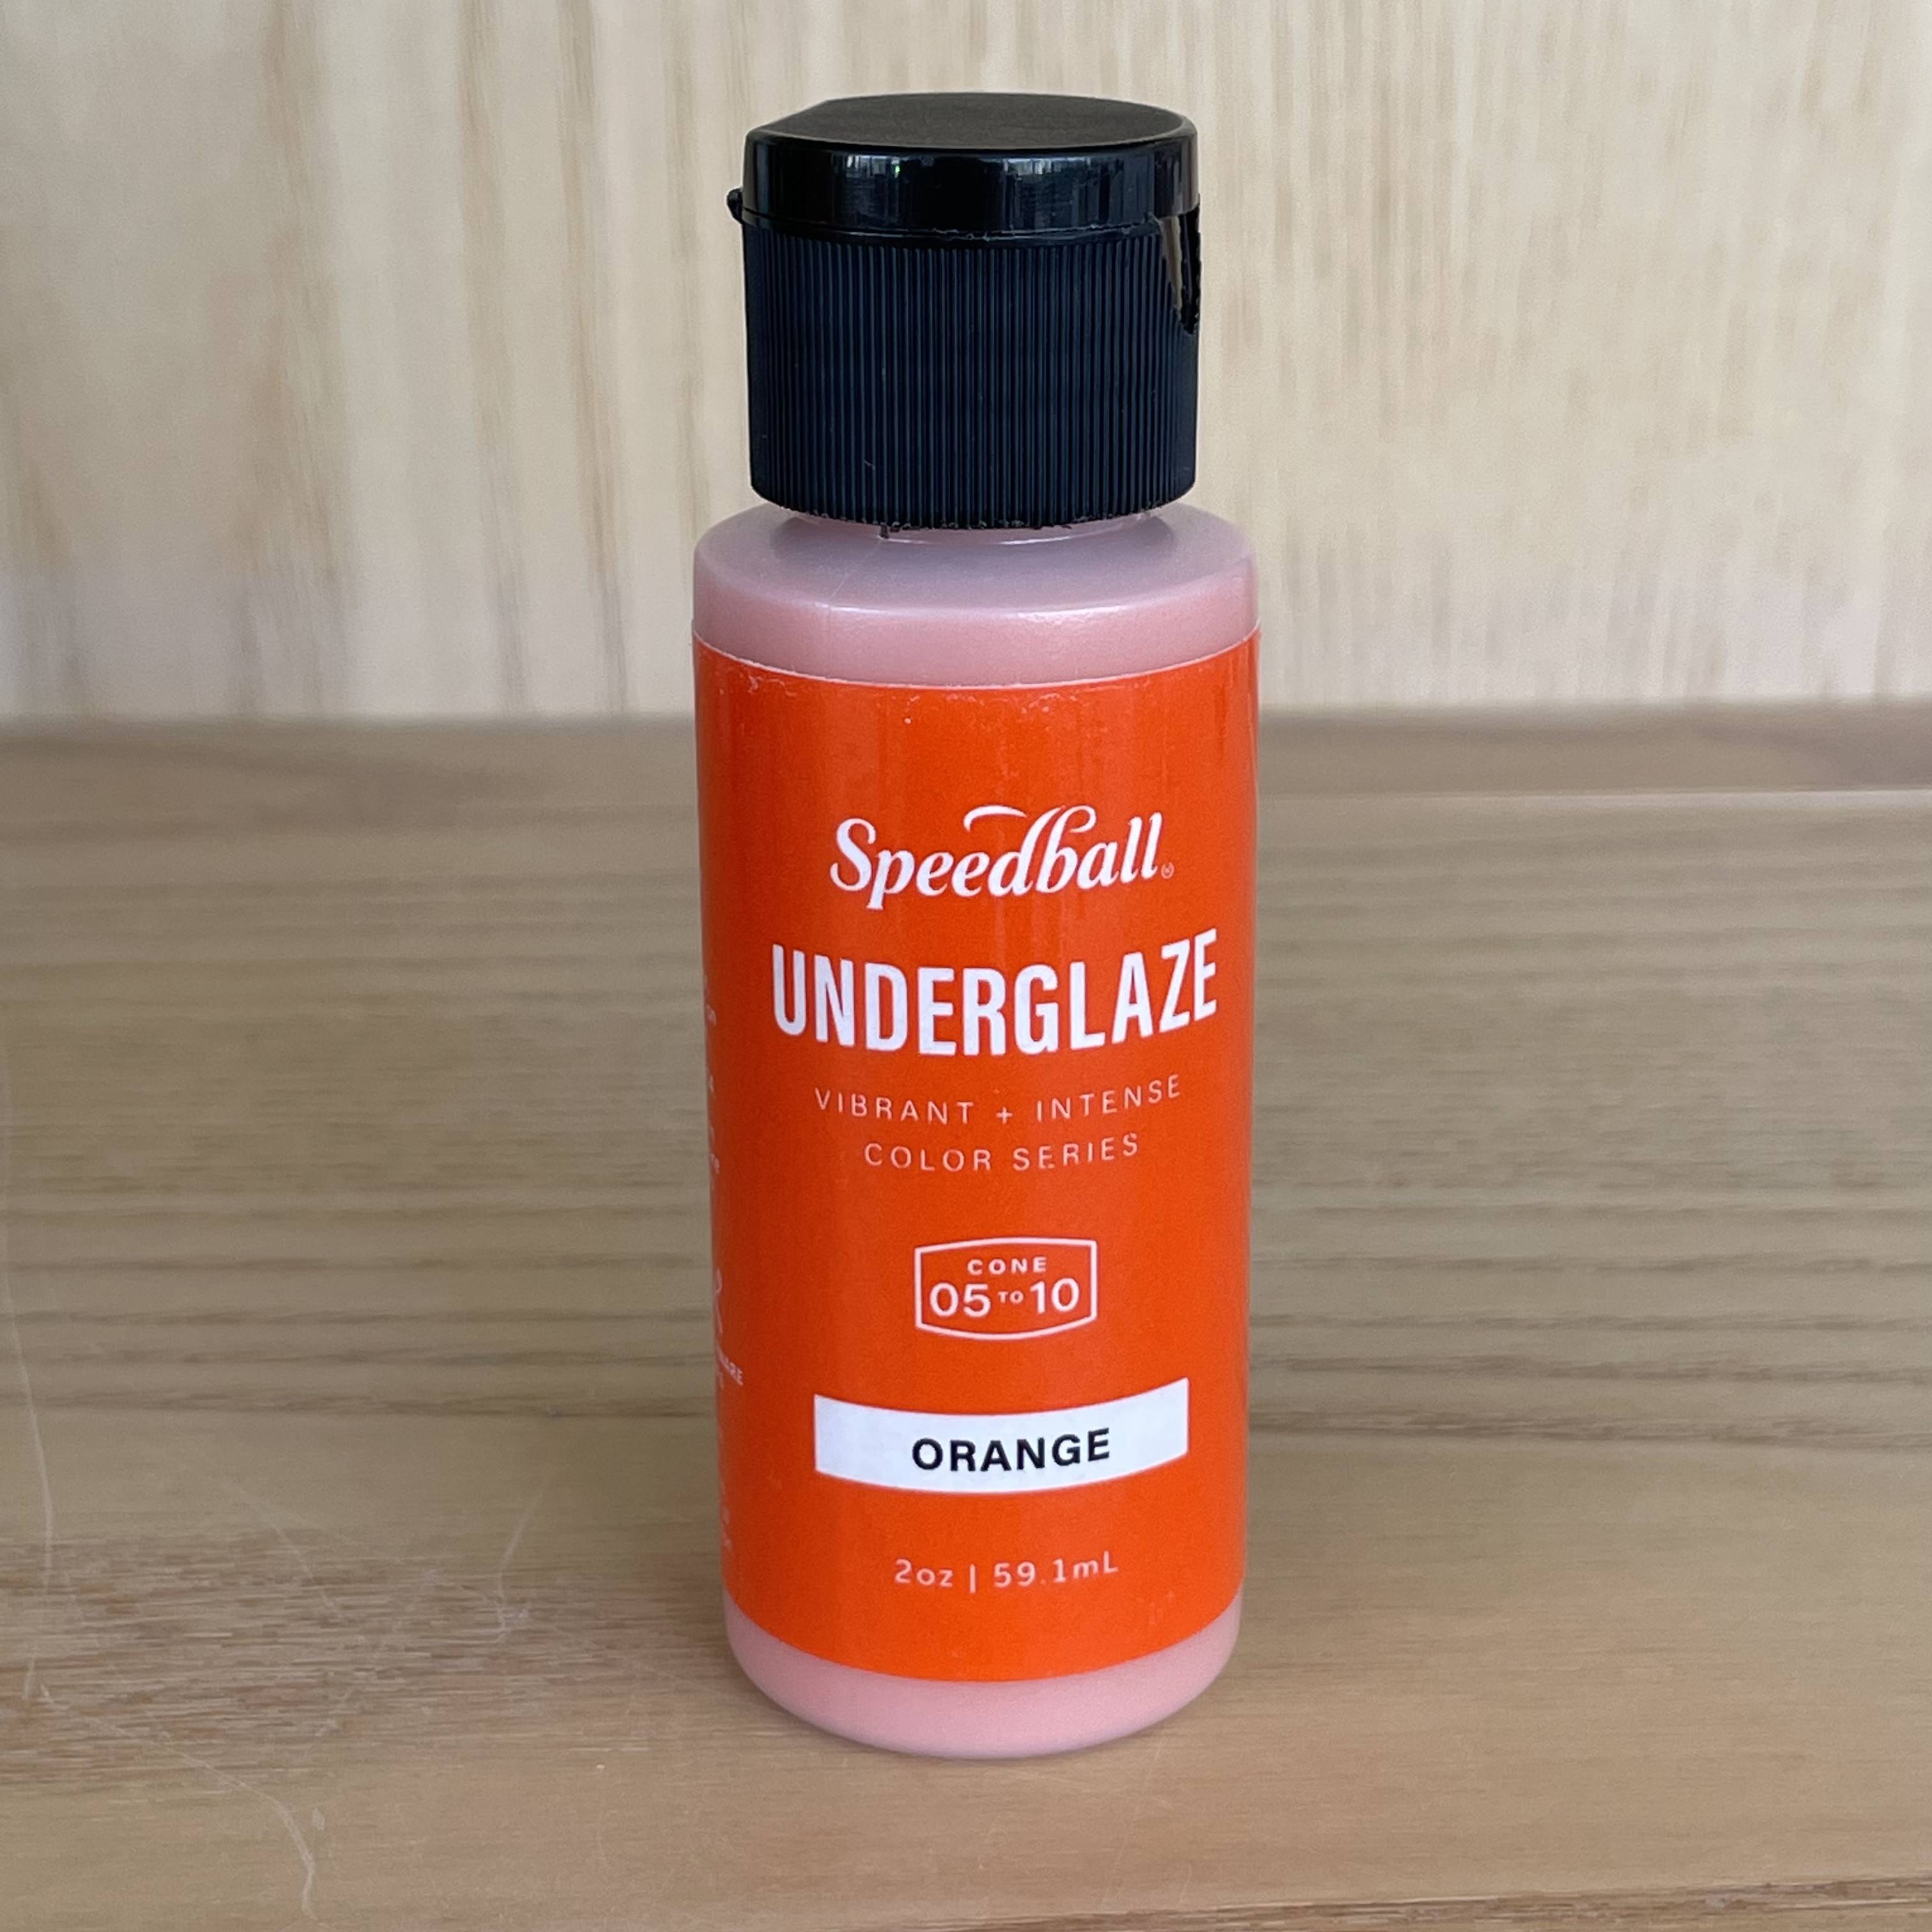 Speedball®
UNDERGLAZE
VIBRANT + INTENSE
COLOR SERIES
CONE
05 TO 10
ORANGE
2oz | 59.1mL